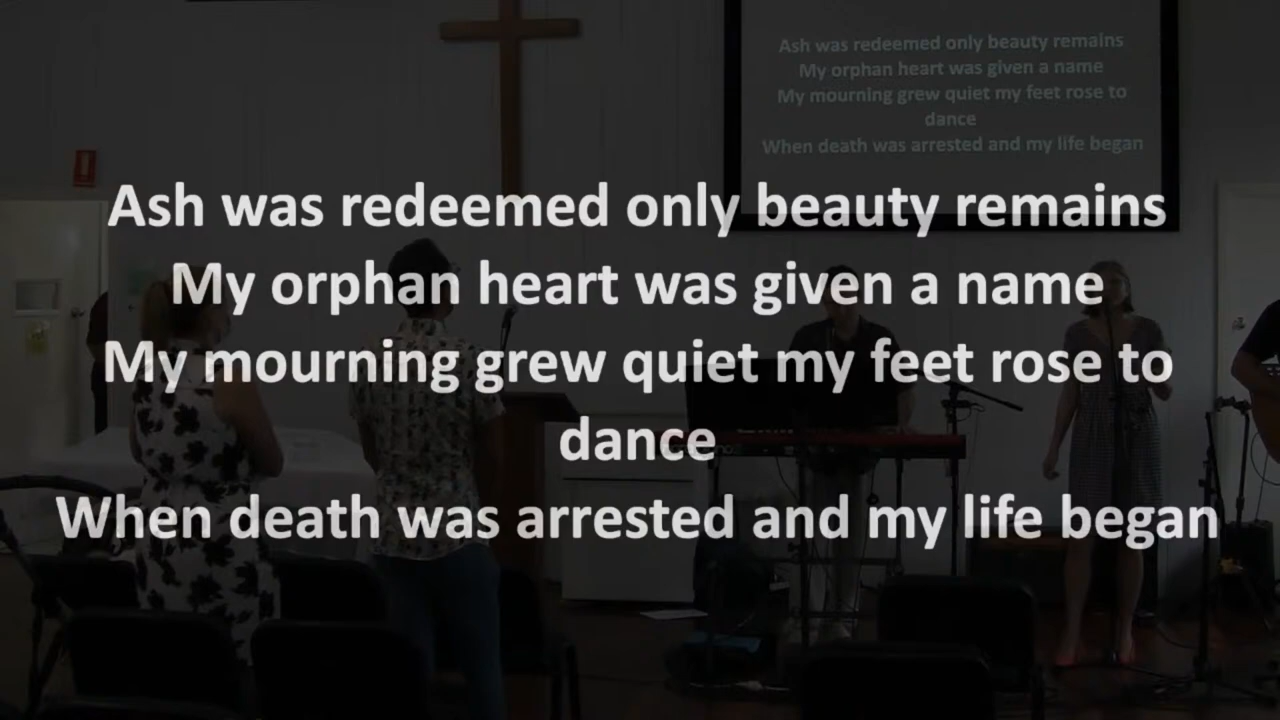 Ash was redeemed only beauty remains
My orphan heart was given a name
My mourning grew quiet my feet rose to
dance
When death was arrested and my life began
Ash was redeemed only beauty remains
My orphan heart was given a name
My mourning grew quiet my feet rose to
dance
When death was arrested and my life began